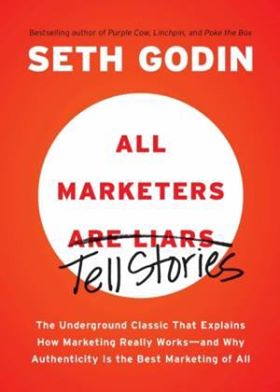 Bestselling author of Purple Cow, Linchpin, and Poke the Box
SETH GODIN
ALL
MARKETERS
ARE LIARS
Tell Stories
The Underground Classic That Explains
How Marketing Really Works—and Why
Authenticity Is the Best Marketing of All